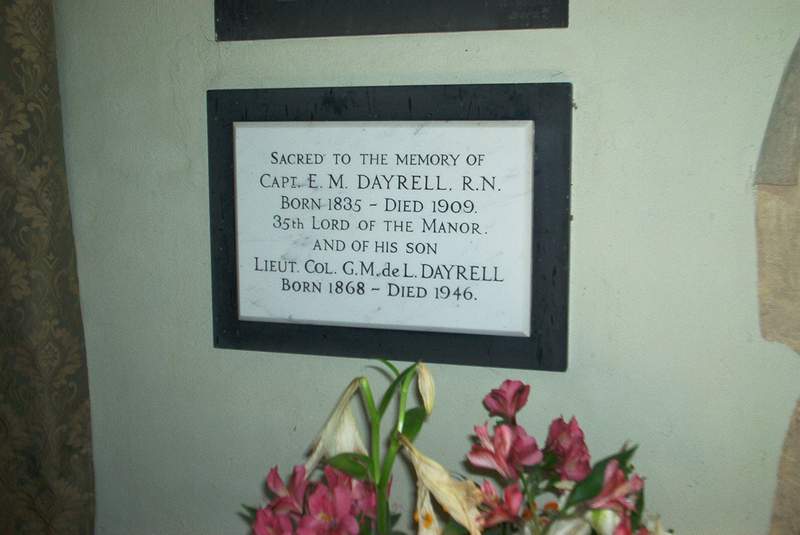 SACRED TO THE MEMORY OF
CAPT. E. M. DAYRELL. R.N.
BORN 1835 – DIED 1909.
35th LORD OF THE MANOR.
AND OF HIS SON
LIEUT. COL. G.M. de L. DAYRELL
BORN 1868 – DIED 1946.